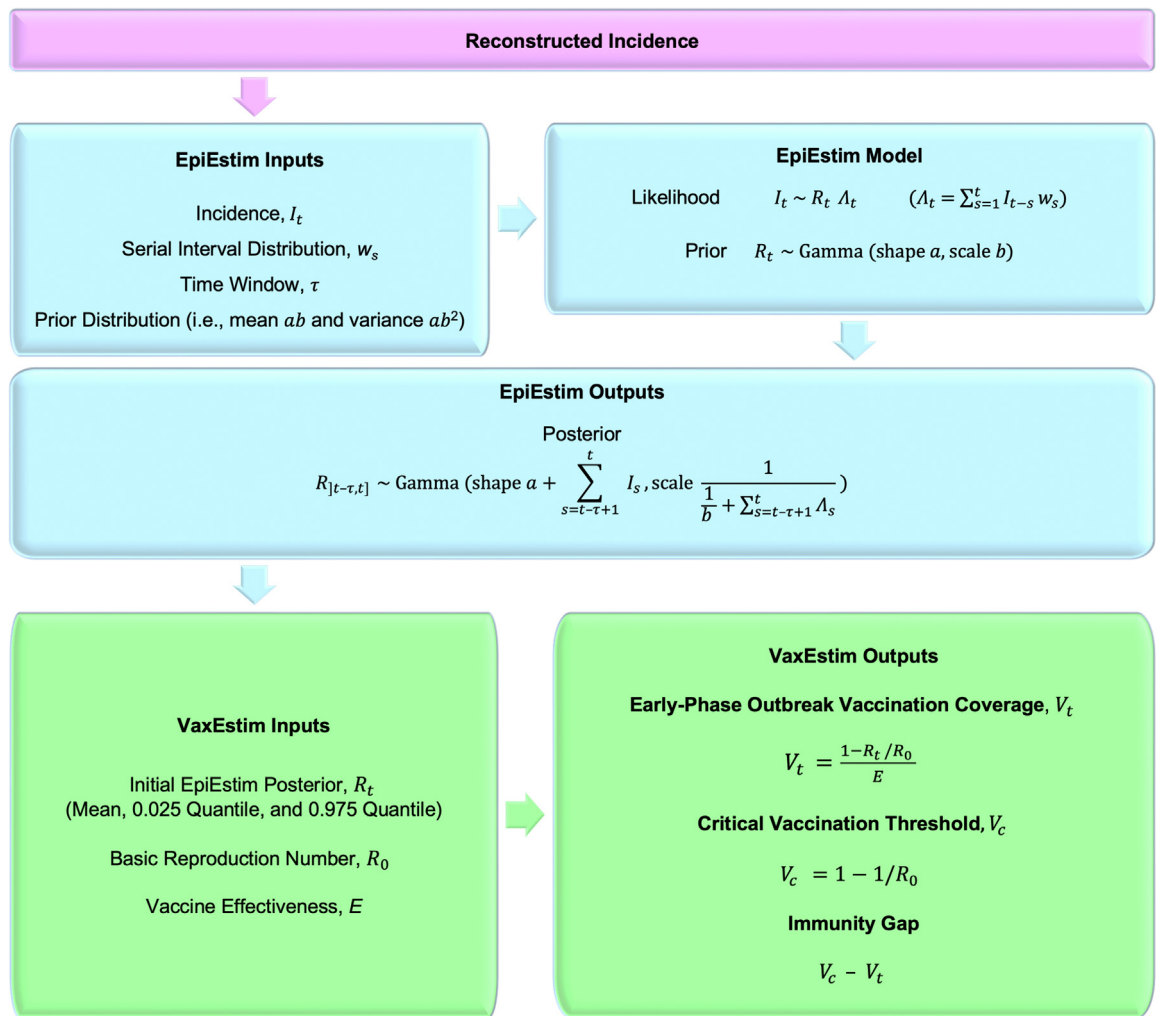 Reconstructed Incidence
EpiEstim Inputs
Incidence, I_t
Serial Interval Distribution, w_s
Time Window, τ
Prior Distribution (i.e., mean ab and variance ab²)
EpiEstim Model
Likelihood I_t ~ R_t Λ_t (Λ_t = ∑_{s=1}^{t} I_{t−s} w_s)
Prior R_t ~ Gamma (shape a, scale b)
EpiEstim Outputs
Posterior
R_{]t−τ,t]} ~ Gamma (shape a + ∑_{s=t−τ+1}^{t} I_s, scale \frac{1}{\frac{1}{b} + ∑_{s=t−τ+1}^{t} Λ_s})
VaxEstim Inputs
Initial EpiEstim Posterior, R_t
(Mean, 0.025 Quantile, and 0.975 Quantile)
Basic Reproduction Number, R_0
Vaccine Effectiveness, E
VaxEstim Outputs
Early-Phase Outbreak Vaccination Coverage, V_t
V_t = \frac{1−R_t/R_0}{E}
Critical Vaccination Threshold, V_c
V_c = 1 − 1/R_0
Immunity Gap
V_c − V_t